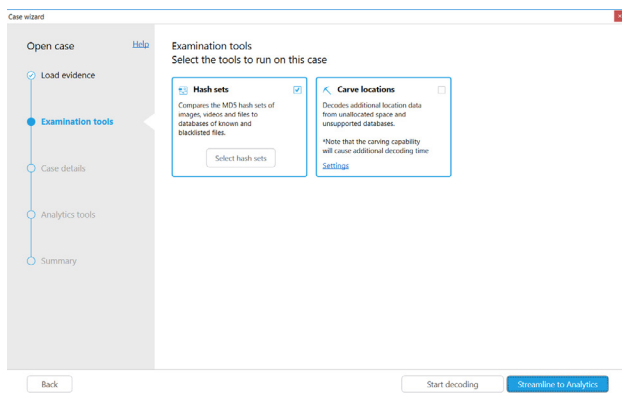 Case wizard
Open case
Help
Load evidence
Examination tools
Case details
Analytics tools
Summary
Examination tools
Select the tools to run on this case
Hash sets
Compares the MD5 hash sets of
images, videos and files to
databases of known and
blacklisted files.
Select hash sets
Carve locations
Decodes additional location data
from unallocated space and
unsupported databases.
*Note that the carving capability
will cause additional decoding time
Settings
Back
Start decoding
Streamline to Analytics